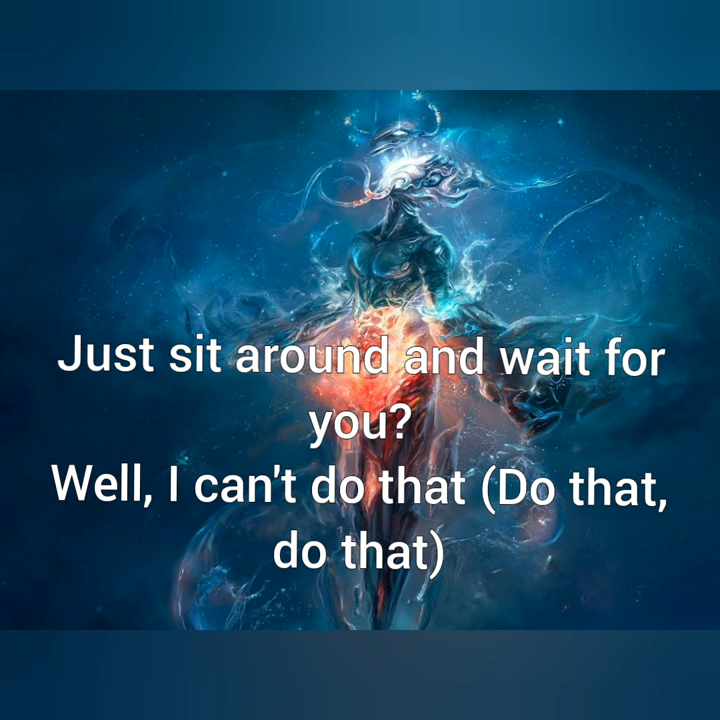 Just sit around and wait for
you?
Well, I can't do that (Do that,
do that)